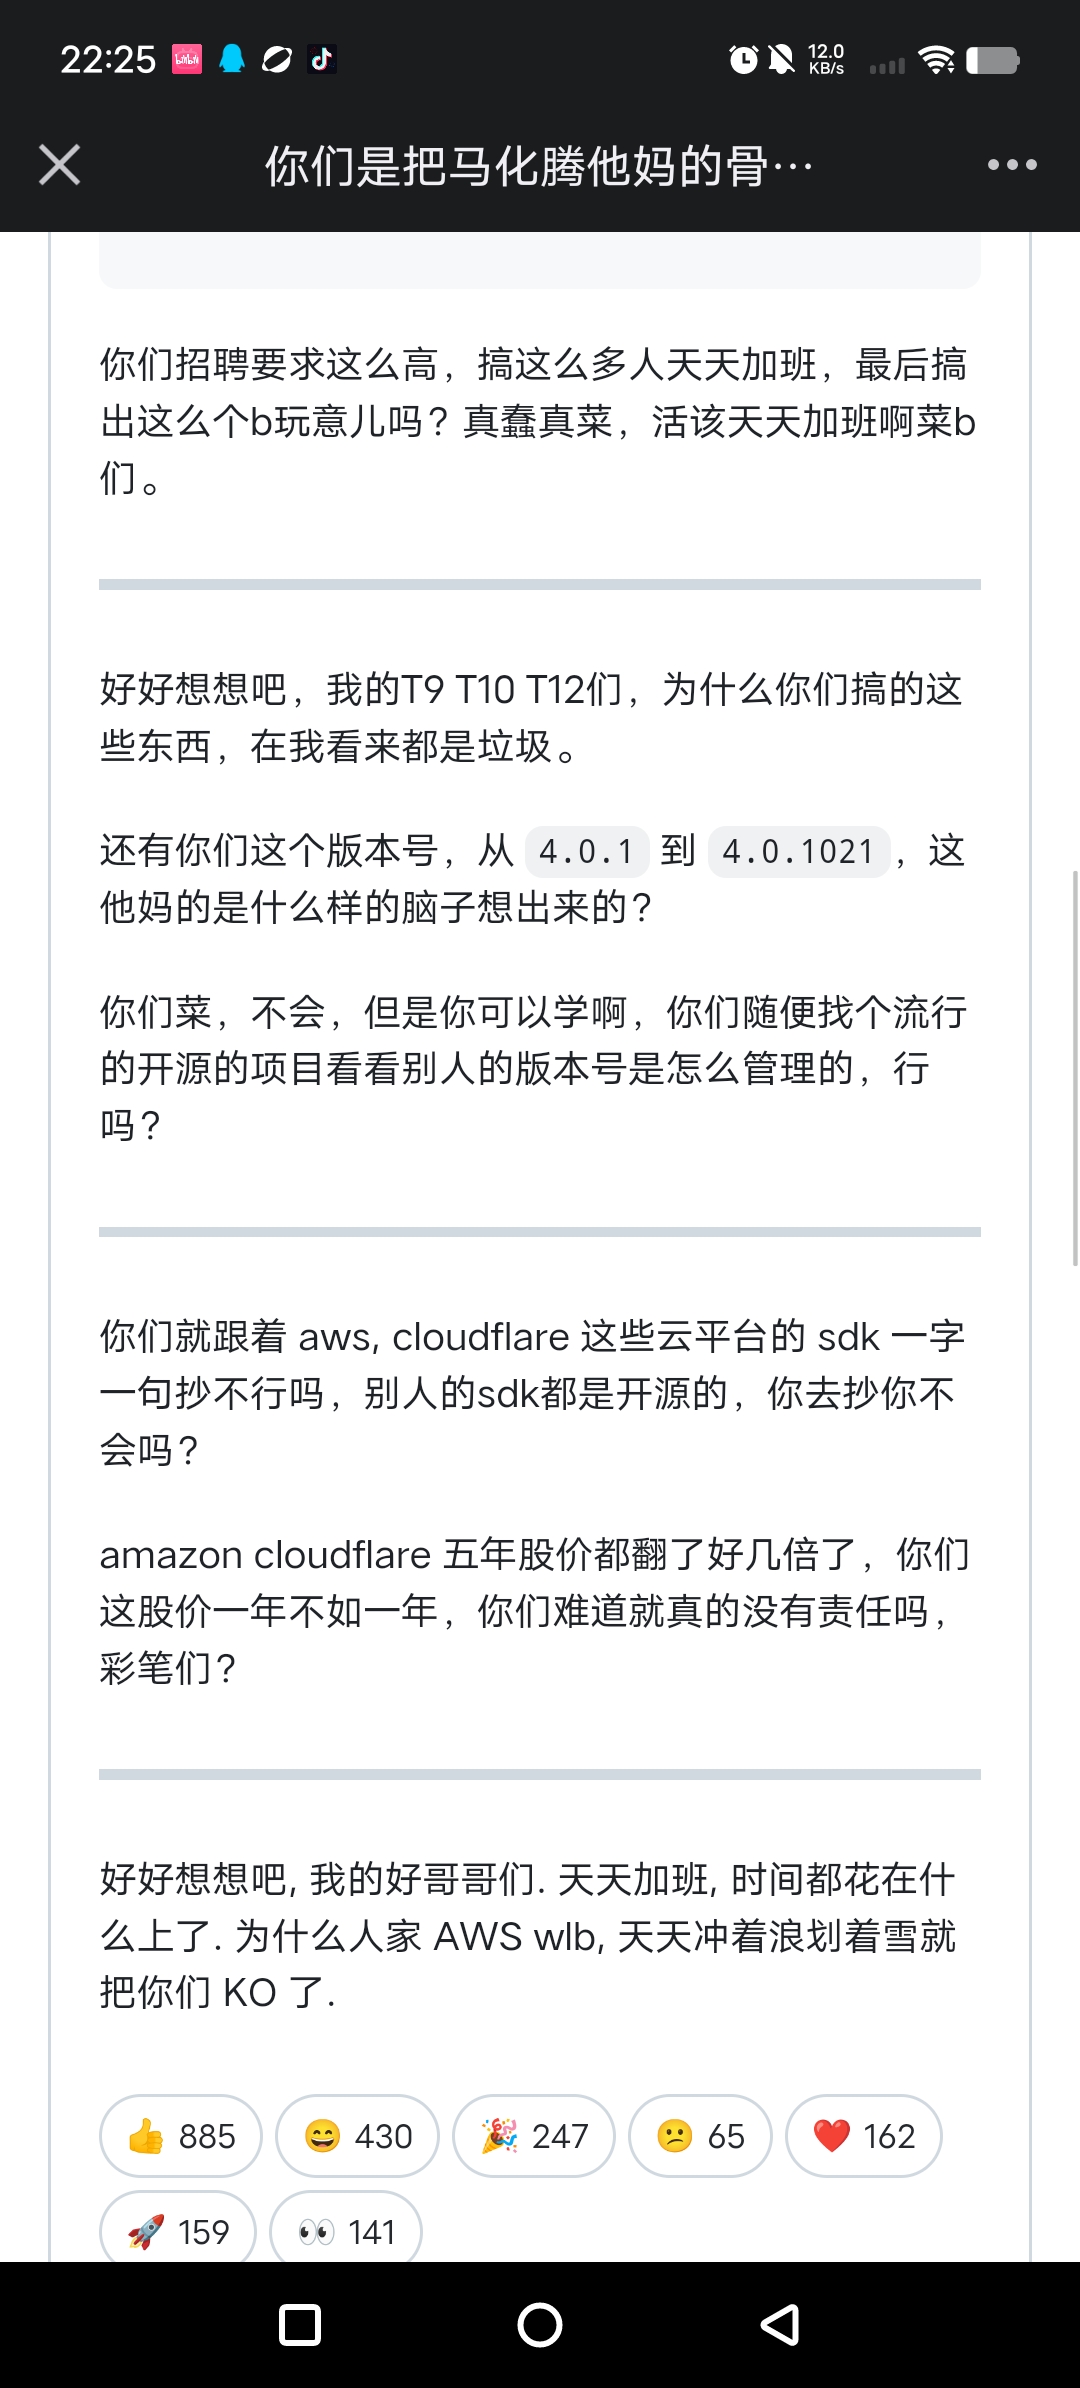 22:25
bilibili
12.0
KB/s
你们是把马化腾他妈的骨…
你们招聘要求这么高，搞这么多人天天加班，最后搞
出这么个b玩意儿吗？真蠢真菜，活该天天加班啊菜b
们。
好好想想吧，我的T9 T10 T12们，为什么你们搞的这
些东西，在我看来都是垃圾。
还有你们这个版本号，从 4.0.1 到 4.0.1021，这
他妈的是什么样的脑子想出来的？
你们菜，不会，但是你可以学啊，你们随便找个流行
的开源的项目看看别人的版本号是怎么管理的，行
吗？
你们就跟着 aws, cloudflare 这些云平台的 sdk 一字
一句抄不行吗，别人的sdk都是开源的，你去抄你不
会吗？
amazon cloudflare 五年股价都翻了好几倍了，你们
这股价一年不如一年，你们难道就真的没有责任吗，
彩笔们？
好好想想吧, 我的好哥哥们. 天天加班, 时间都花在什
么上了. 为什么人家 AWS wlb, 天天冲着浪划着雪就
把你们 KO 了.
👍 885 😄 430 🎉 247 😕 65 ❤️ 162
🚀 159 👀 141